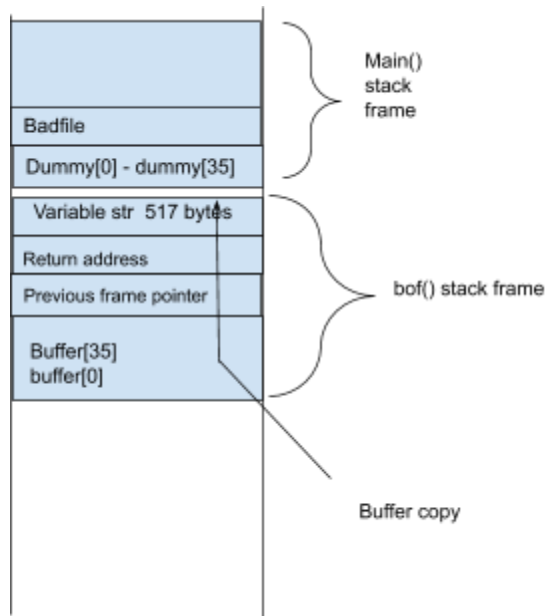 Main()
stack
frame
Badfile
Dummy[0] - dummy[35]
Variable str 517 bytes
Return address
Previous frame pointer
bof() stack frame
Buffer[35]
buffer[0]
Buffer copy